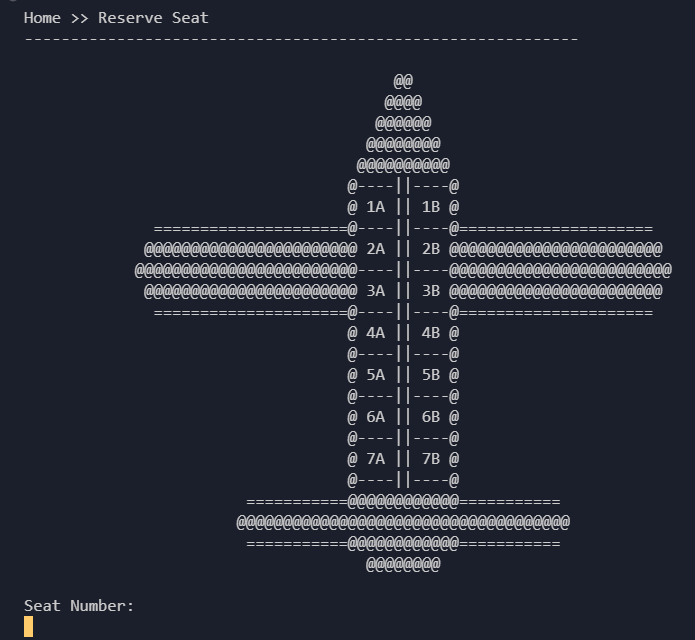 Home >> Reserve Seat
------------------------------------------------------------
                                        @@
                                       @@@@
                                      @@@@@@
                                     @@@@@@@@
                                    @@@@@@@@@@
                                   @----||----@
                                   @ 1A || 1B @
              =====================@----||----@=====================
             @@@@@@@@@@@@@@@@@@@@@@@ 2A || 2B @@@@@@@@@@@@@@@@@@@@@@@
            @@@@@@@@@@@@@@@@@@@@@@@@----||----@@@@@@@@@@@@@@@@@@@@@@@@
             @@@@@@@@@@@@@@@@@@@@@@@ 3A || 3B @@@@@@@@@@@@@@@@@@@@@@@
              =====================@----||----@=====================
                                   @ 4A || 4B @
                                   @----||----@
                                   @ 5A || 5B @
                                   @----||----@
                                   @ 6A || 6B @
                                   @----||----@
                                   @ 7A || 7B @
                                   @----||----@
                        ===========@@@@@@@@@@@@===========
                       @@@@@@@@@@@@@@@@@@@@@@@@@@@@@@@@@@@@
                        ===========@@@@@@@@@@@@===========
                                     @@@@@@@@
Seat Number: